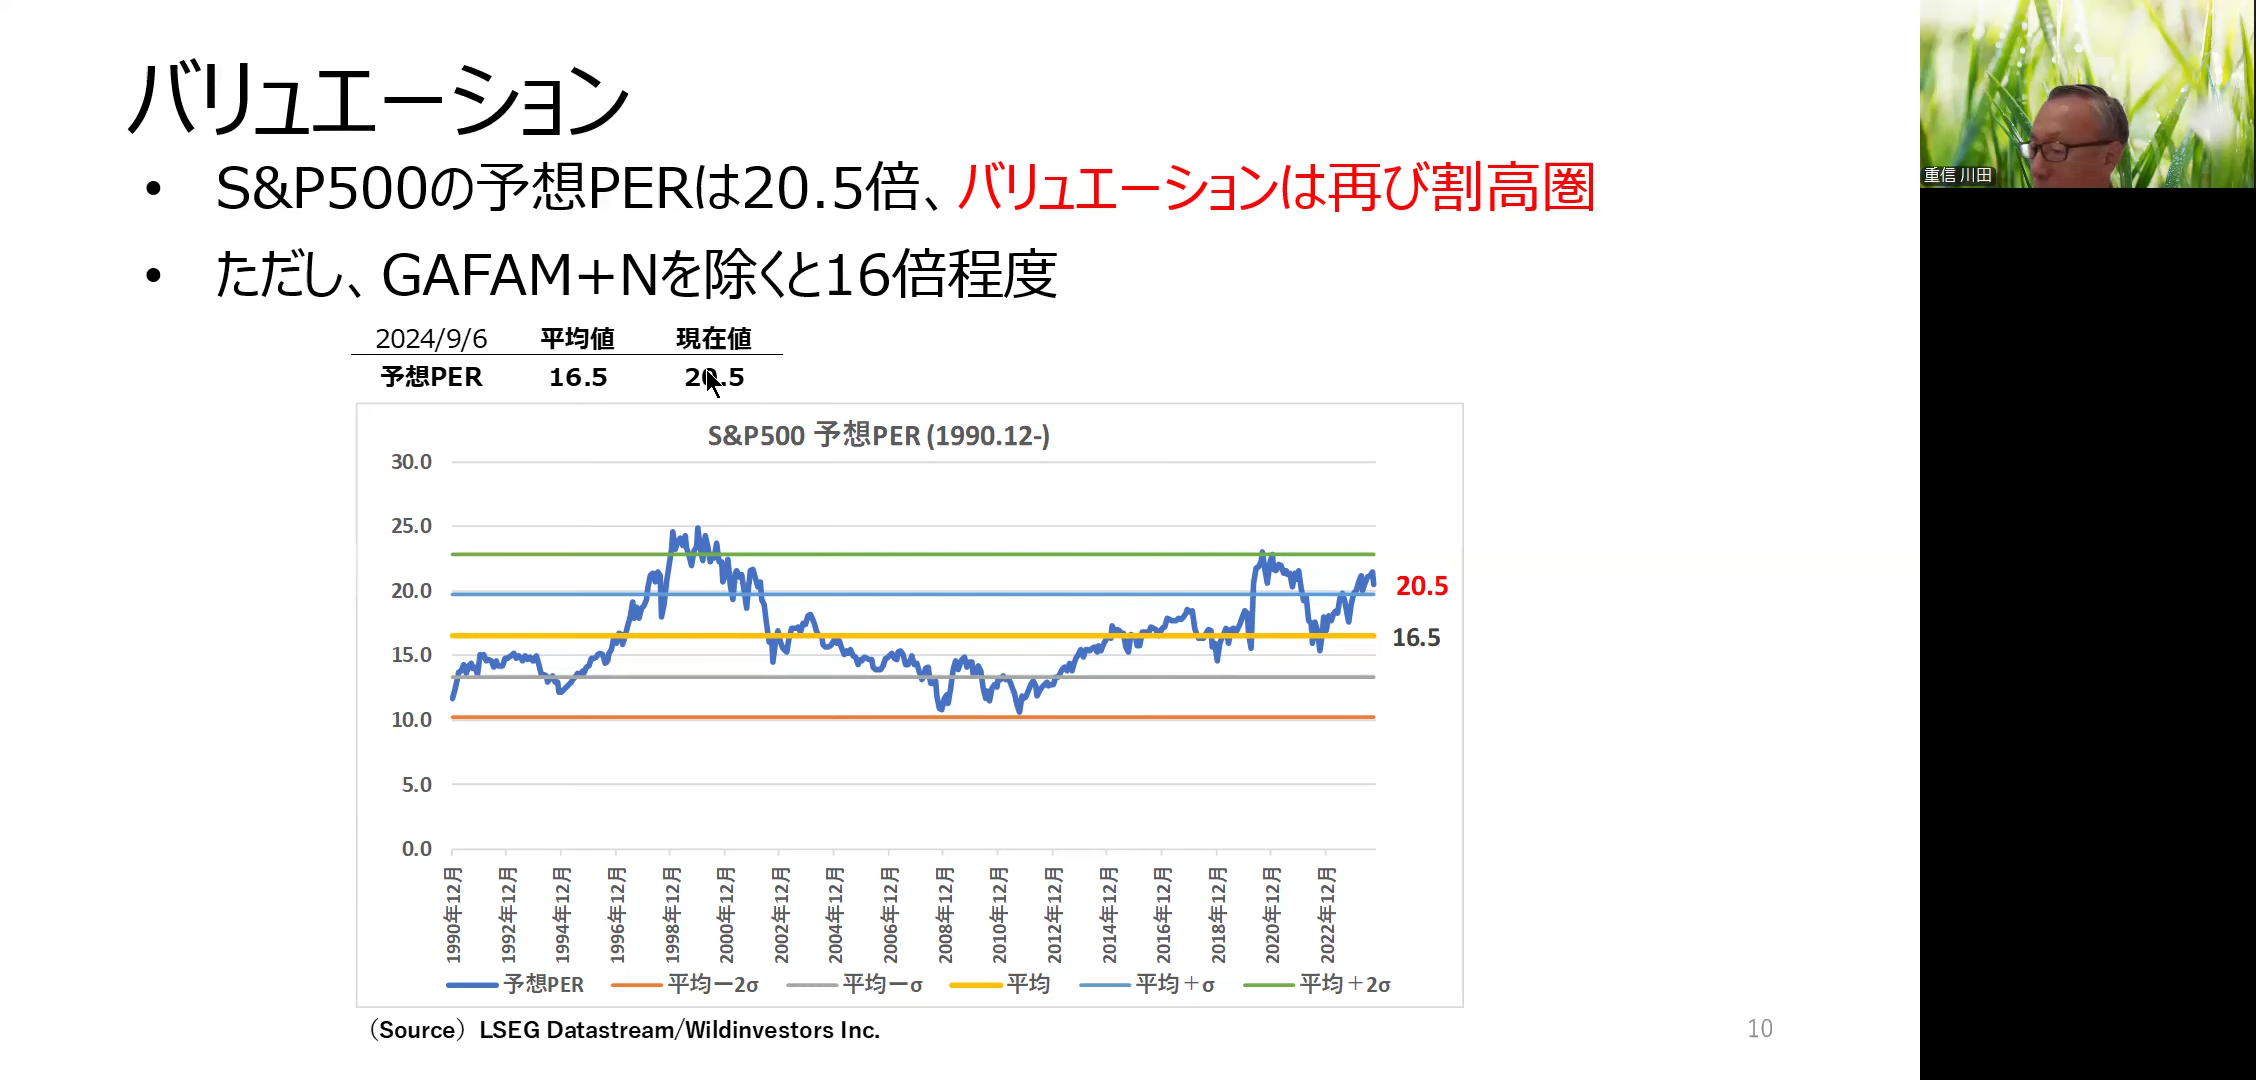 バリュエーション
• S&P500の予想PERは20.5倍、バリュエーションは再び割高圏
• ただし、GAFAM+Nを除くと16倍程度
2024/9/6 平均値 現在値
予想PER 16.5 20.5
S&P500 予想PER (1990.12-)
30.0
25.0
20.0
15.0
10.0
5.0
0.0
20.5
16.5
1990年12月
1992年12月
1994年12月
1996年12月
1998年12月
2000年12月
2002年12月
2004年12月
2006年12月
2008年12月
2010年12月
2012年12月
2014年12月
2016年12月
2018年12月
2020年12月
2022年12月
予想PER 平均ー2σ 平均ーσ 平均 平均＋σ 平均＋2σ
（Source）LSEG Datastream/Wildinvestors Inc.
10
重信 川田